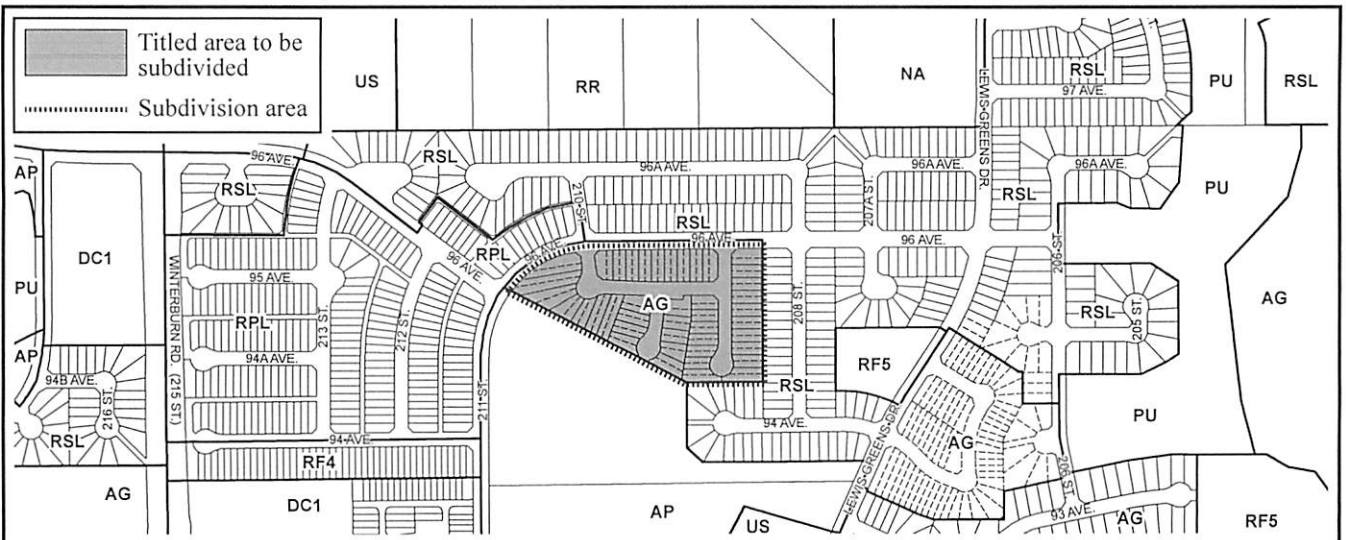 Titled area to be
subdivided
Subdivision area
US
RR
NA
LEWIS GREENS DR.
RSL
97 AVE.
PU
RSL
AP
96 AVE.
RSL
RSL
96A AVE.
207A ST.
96A AVE.
RSL
96A AVE.
PU
DC1
210 ST.
RSL
RPL
96 AVE.
96 AVE.
96 AVE.
96 AVE.
206 ST.
PU
WINTERBURN RD. (215 ST.)
95 AVE.
213 ST.
212 ST.
AG
208 ST.
RSL
205 ST.
AG
RPL
AP
94A AVE.
RF5
94B AVE.
216 ST.
211 ST.
RSL
RSL
94 AVE.
94 AVE.
LEWIS GREENS DR.
AG
PU
RF4
206 ST.
AG
DC1
AP
US
93 AVE.
AG
RF5